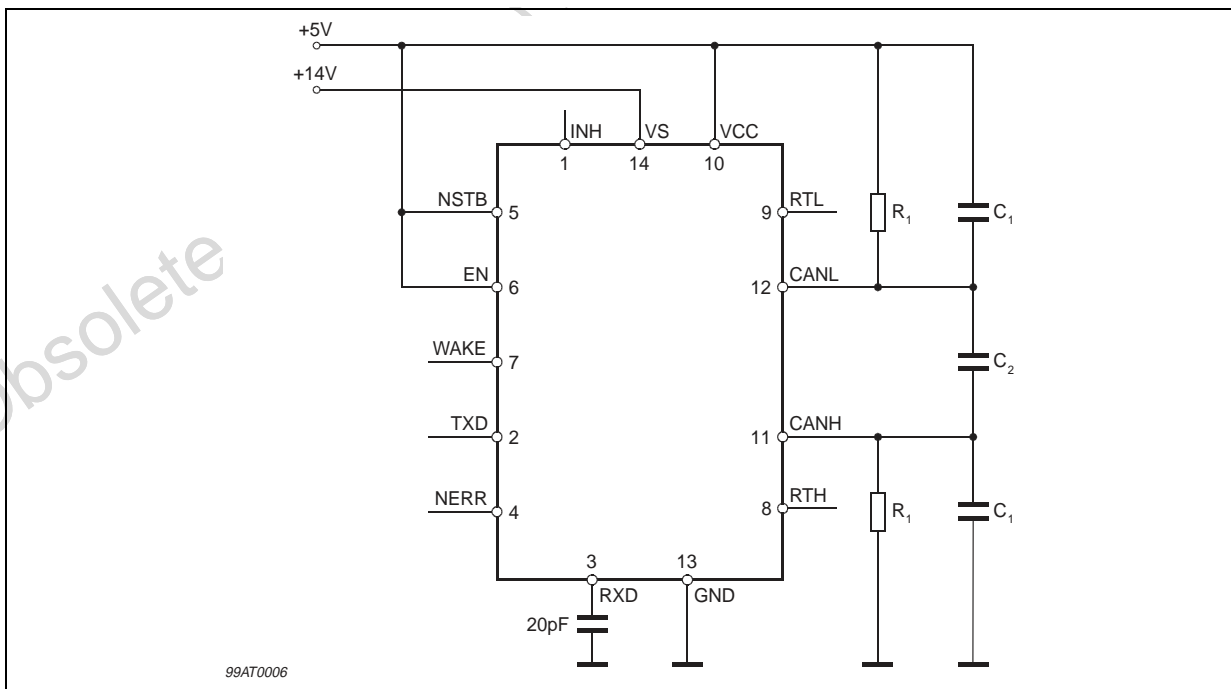 +5V
+14V
INH
VS
VCC
1
14
10
NSTB
5
9
RTL
R1
C1
EN
6
12
CANL
WAKE
7
C2
TXD
2
11
CANH
NERR
4
8
RTH
R1
C1
3
13
RXD
GND
20pF
99AT0006
obsolete